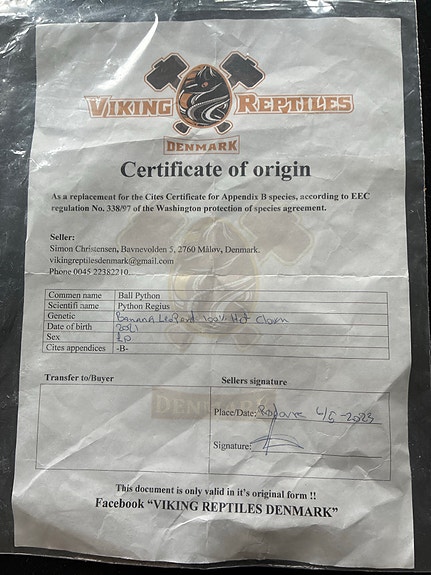 VIKING REPTILES
DENMARK
Certificate of origin
As a replacement for the Cites Certificate for Appendix B species, according to EEC
regulation No. 338/97 of the Washington protection of species agreement.
Seller:
Simon Christensen, Bavnevolden 5, 2760 Måløv, Denmark.
vikingreptilesdenmark@gmail.com
Phone 0045 22382210
Commen name Ball Python
Scientifi name Python Regius
Genetic Banana Leopard 100% Het Clown
Date of birth 2021
Sex
Cites appendices -B-
Transfer to/Buyer Sellers signature
DENMARK
Place/Date: 4/5-2023
Signature:
This document is only valid in it's original form !!
Facebook “VIKING REPTILES DENMARK”